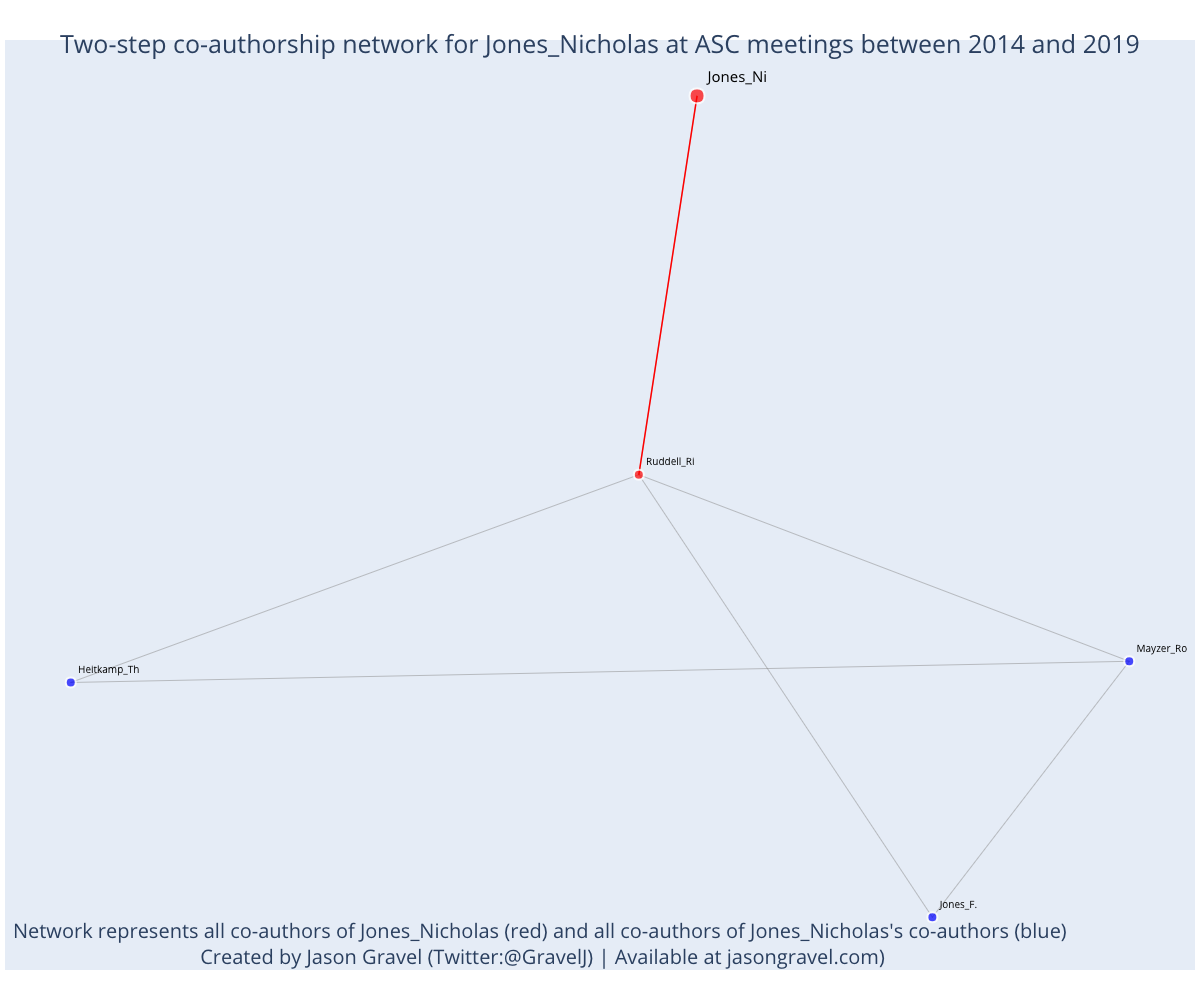 Two-step co-authorship network for Jones_Nicholas at ASC meetings between 2014 and 2019
Jones_Ni
Ruddell_Ri
Mayzer_Ro
Heitkamp_Th
Jones_F.
Network represents all co-authors of Jones_Nicholas (red) and all co-authors of Jones_Nicholas's co-authors (blue)
Created by Jason Gravel (Twitter:@GravelJ) | Available at jasongravel.com)